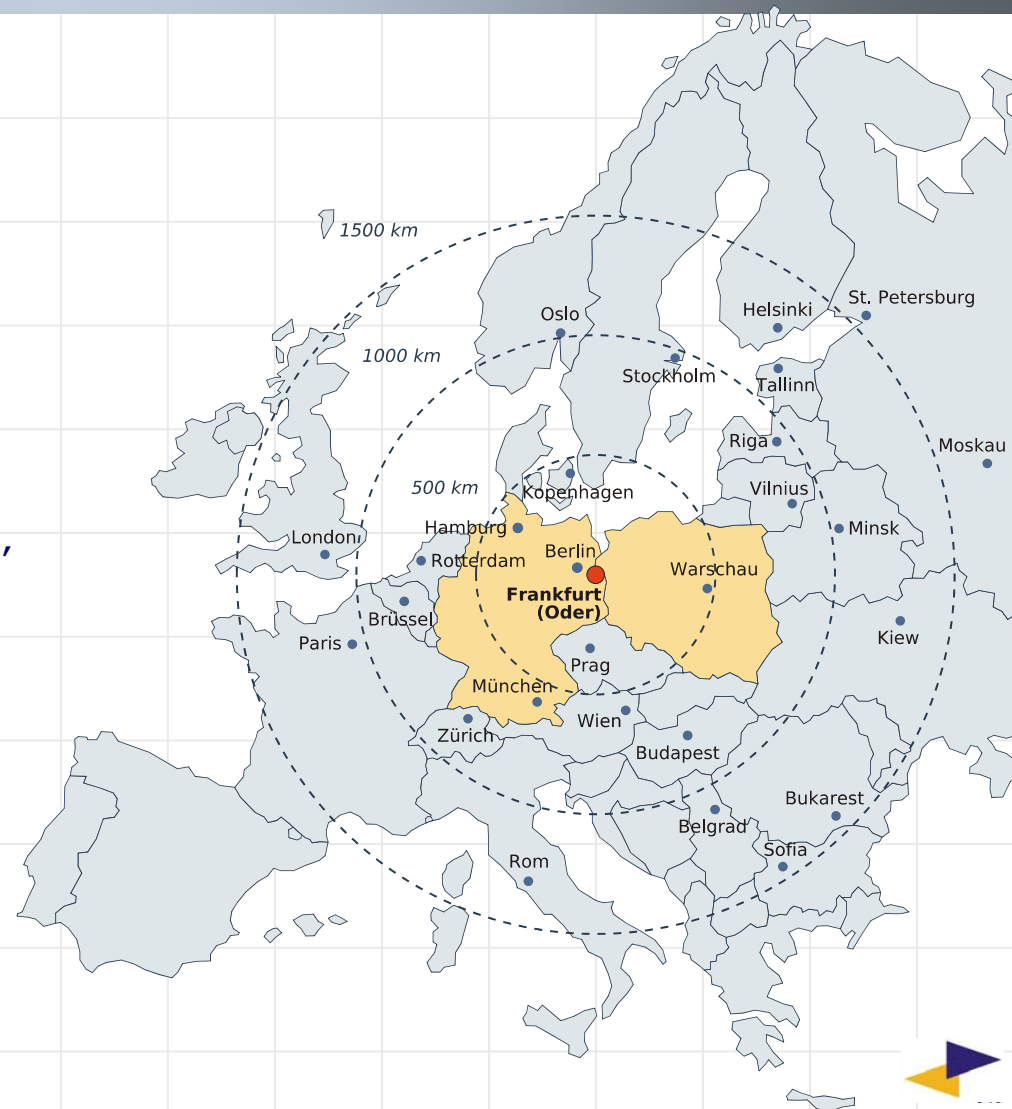 1500 km
St. Petersburg
Helsinki
Oslo
1000 km
Stockholm
Tallinn
Riga
Moskau
500 km
Vilnius
Kopenhagen
Hamburg
Minsk
London
,
Berlin
Rotterdam
Warschau
Frankfurt
(Oder)
Brüssel
Kiew
Paris
Prag
München
Wien
Zürich
Budapest
Bukarest
Belgrad
Sofia
Rom